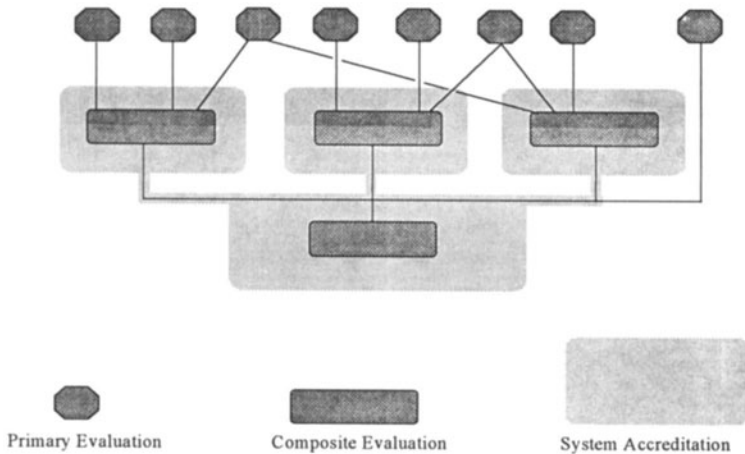 Primary Evaluation
Composite Evaluation
System Accreditation